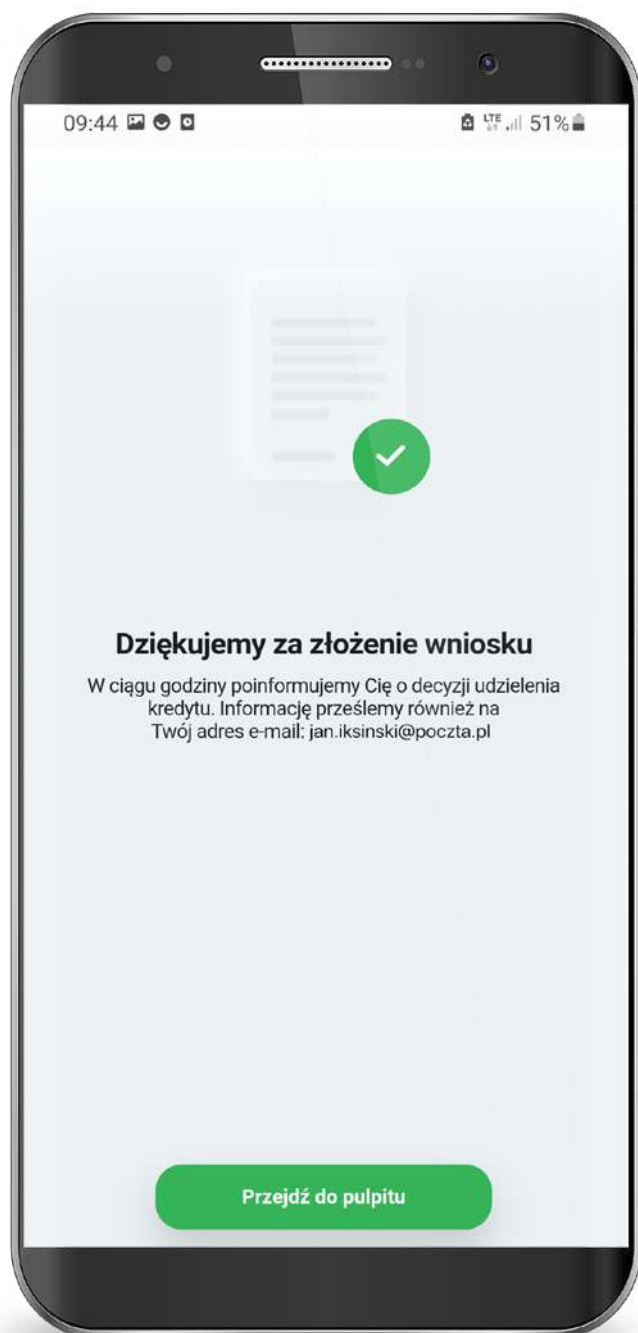 09:44 LTE 51%
Dziękujemy za złożenie wniosku
W ciągu godziny poinformujemy Cię o decyzji udzielenia
kredytu. Informację prześlemy również na
Twój adres e-mail: jan.iksinski@poczta.pl
Przejdź do pulpitu